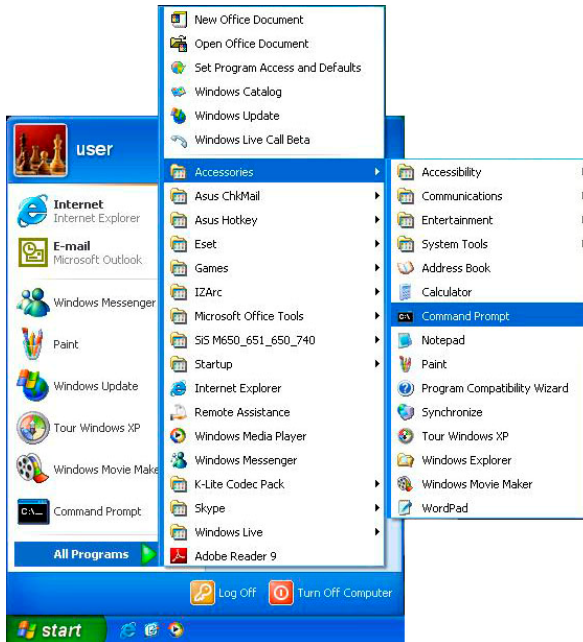 New Office Document
Open Office Document
Set Program Access and Defaults
Windows Catalog
Windows Update
Windows Live Call Beta
Accessories
Asus ChkMail
Asus Hotkey
Eset
Games
IZArc
Microsoft Office Tools
SiS M650_651_650_740
Startup
Internet Explorer
Remote Assistance
Windows Media Player
Windows Messenger
K-Lite Codec Pack
Skype
Windows Live
Adobe Reader 9
user
Internet
Internet Explorer
E-mail
Microsoft Outlook
Windows Messenger
Paint
Windows Update
Tour Windows XP
Windows Movie Make
Command Prompt
All Programs
Accessibility
Communications
Entertainment
System Tools
Address Book
Calculator
Command Prompt
Notepad
Paint
Program Compatibility Wizard
Synchronize
Tour Windows XP
Windows Explorer
Windows Movie Maker
WordPad
Log Off
Turn Off Computer
start